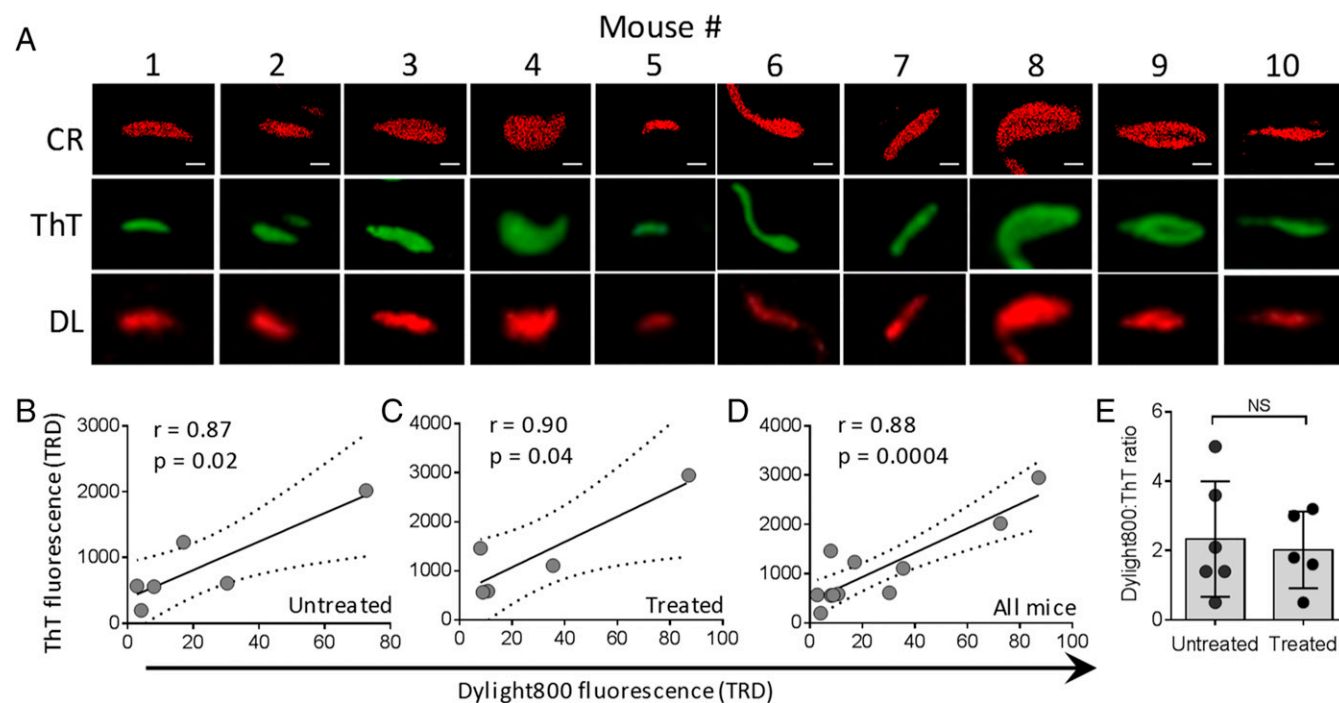 A
Mouse #
1 2 3 4 5 6 7 8 9 10
CR
ThT
DL
B
ThT fluorescence (TRD)
3000
2000
1000
0
r = 0.87
p = 0.02
Untreated
0 20 40 60 80
C
4000
3000
2000
1000
0
r = 0.90
p = 0.04
Treated
0 20 40 60 80 100
D
4000
3000
2000
1000
0
r = 0.88
p = 0.0004
All mice
0 20 40 60 80 100
Dylight800 fluorescence (TRD)
E
Dylight800:ThT ratio
6
4
2
0
NS
Untreated Treated